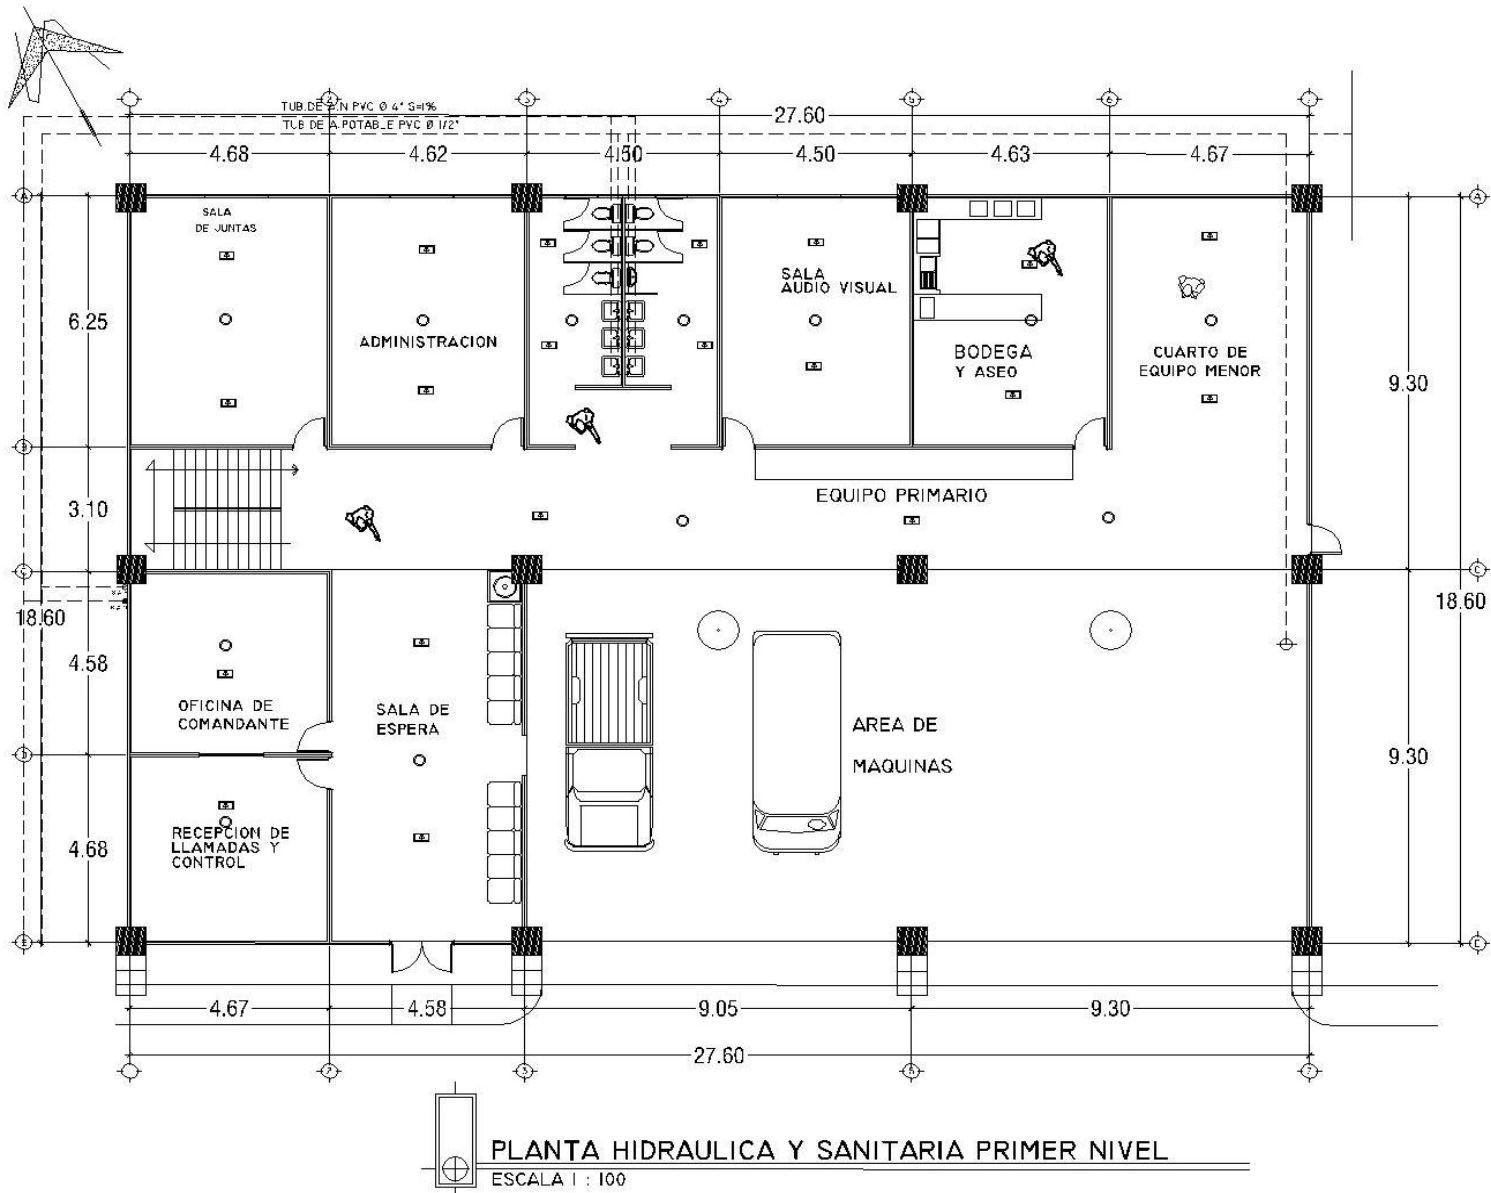 TUB.DE A.N PVC Ø 4" S=1%
TUB DE A.POTABLE PVC Ø 1/2"
27.60
4.68
4.62
4.50
4.50
4.63
4.67
SALA
DE JUNTAS
ADMINISTRACION
SALA
AUDIO VISUAL
BODEGA
Y ASEO
CUARTO DE
EQUIPO MENOR
6.25
9.30
3.10
EQUIPO PRIMARIO
18.60
18.60
4.58
OFICINA DE
COMANDANTE
SALA DE
ESPERA
AREA DE
MAQUINAS
9.30
4.68
RECEPCION DE
LLAMADAS Y
CONTROL
4.67
4.58
9.05
9.30
27.60
PLANTA HIDRAULICA Y SANITARIA PRIMER NIVEL
ESCALA 1 : 100